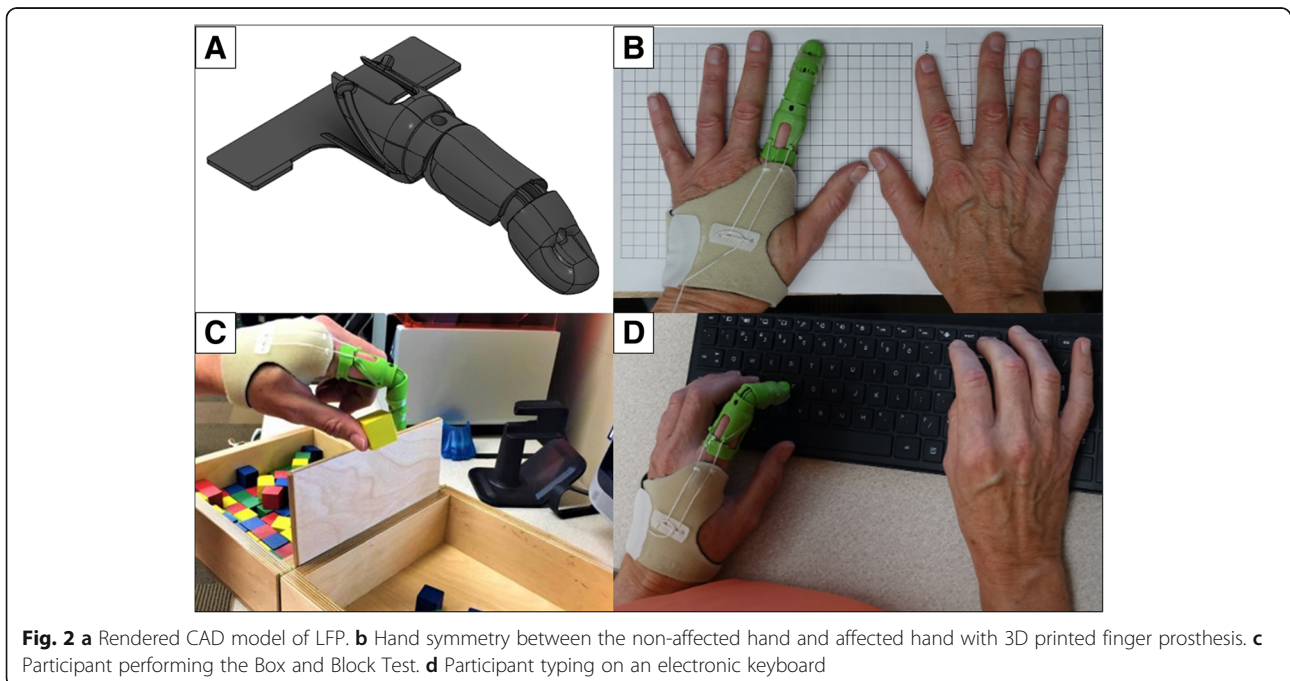 A
B
C
D
Fig. 2 a Rendered CAD model of LFP. b Hand symmetry between the non-affected hand and affected hand with 3D printed finger prosthesis. c
Participant performing the Box and Block Test. d Participant typing on an electronic keyboard